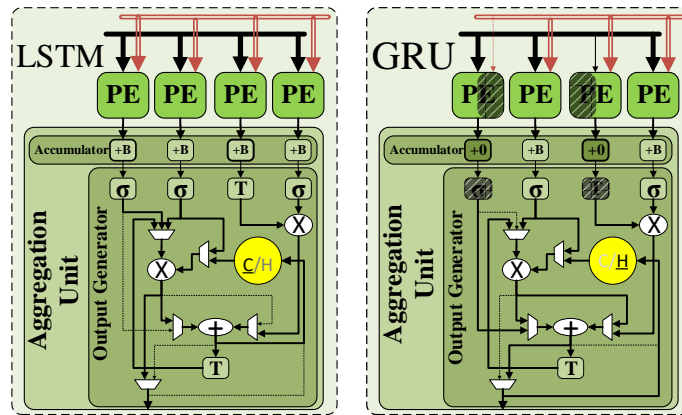 LSTM
PE PE PE PE
Accumulator +B +B +B +B
σ σ T σ
X
X
C/H
+
T
Aggregation
Unit
Output Generator
GRU
PE PE PE PE
Accumulator +0 +B +0 +B
σ σ T σ
X
X
C/H
+
T
Aggregation
Unit
Output Generator